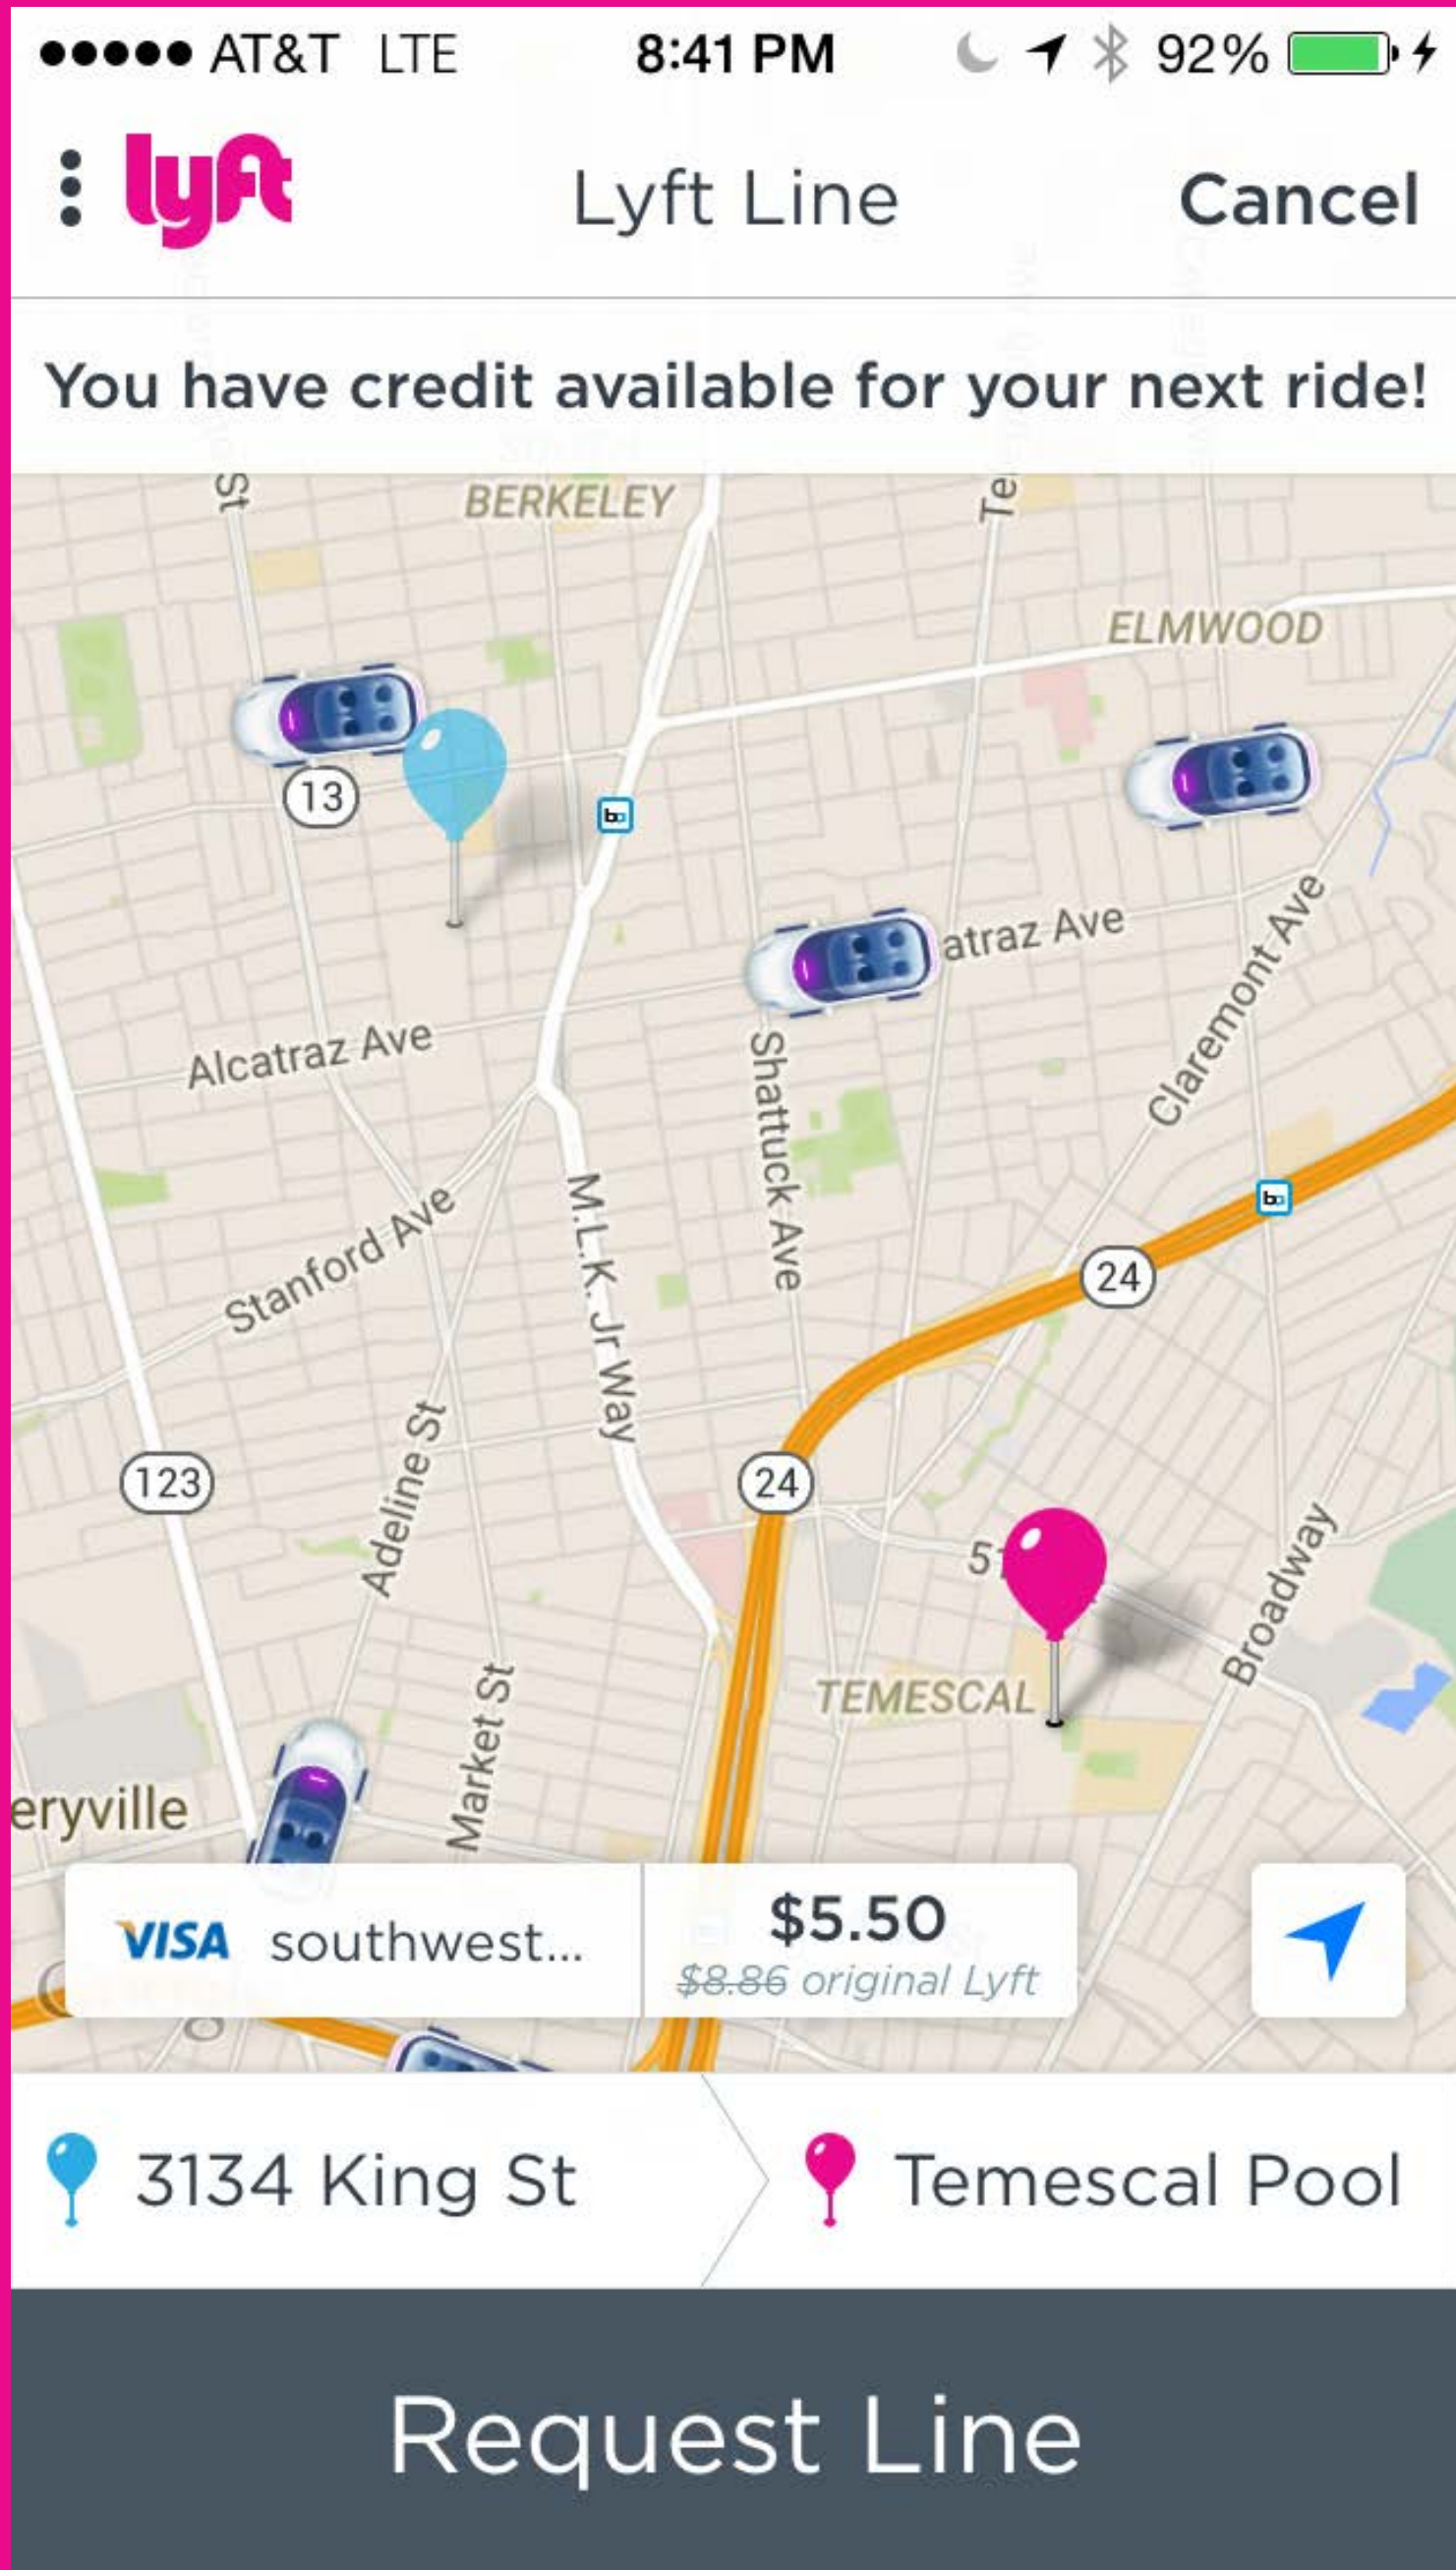 AT&T LTE 8:41 PM 92%
lyft Lyft Line Cancel
You have credit available for your next ride!
St
BERKELEY
Te
ELMWOOD
13
atraz Ave
Alcatraz Ave
Claremont Ave
Shattuck Ave
Stanford Ave
M.L.K. Jr Way
24
Adeline St
123
24
51
Broadway
TEMESCAL
Market St
eryville
VISA southwest... $5.50
$8.86 original Lyft
3134 King St Temescal Pool
Request Line